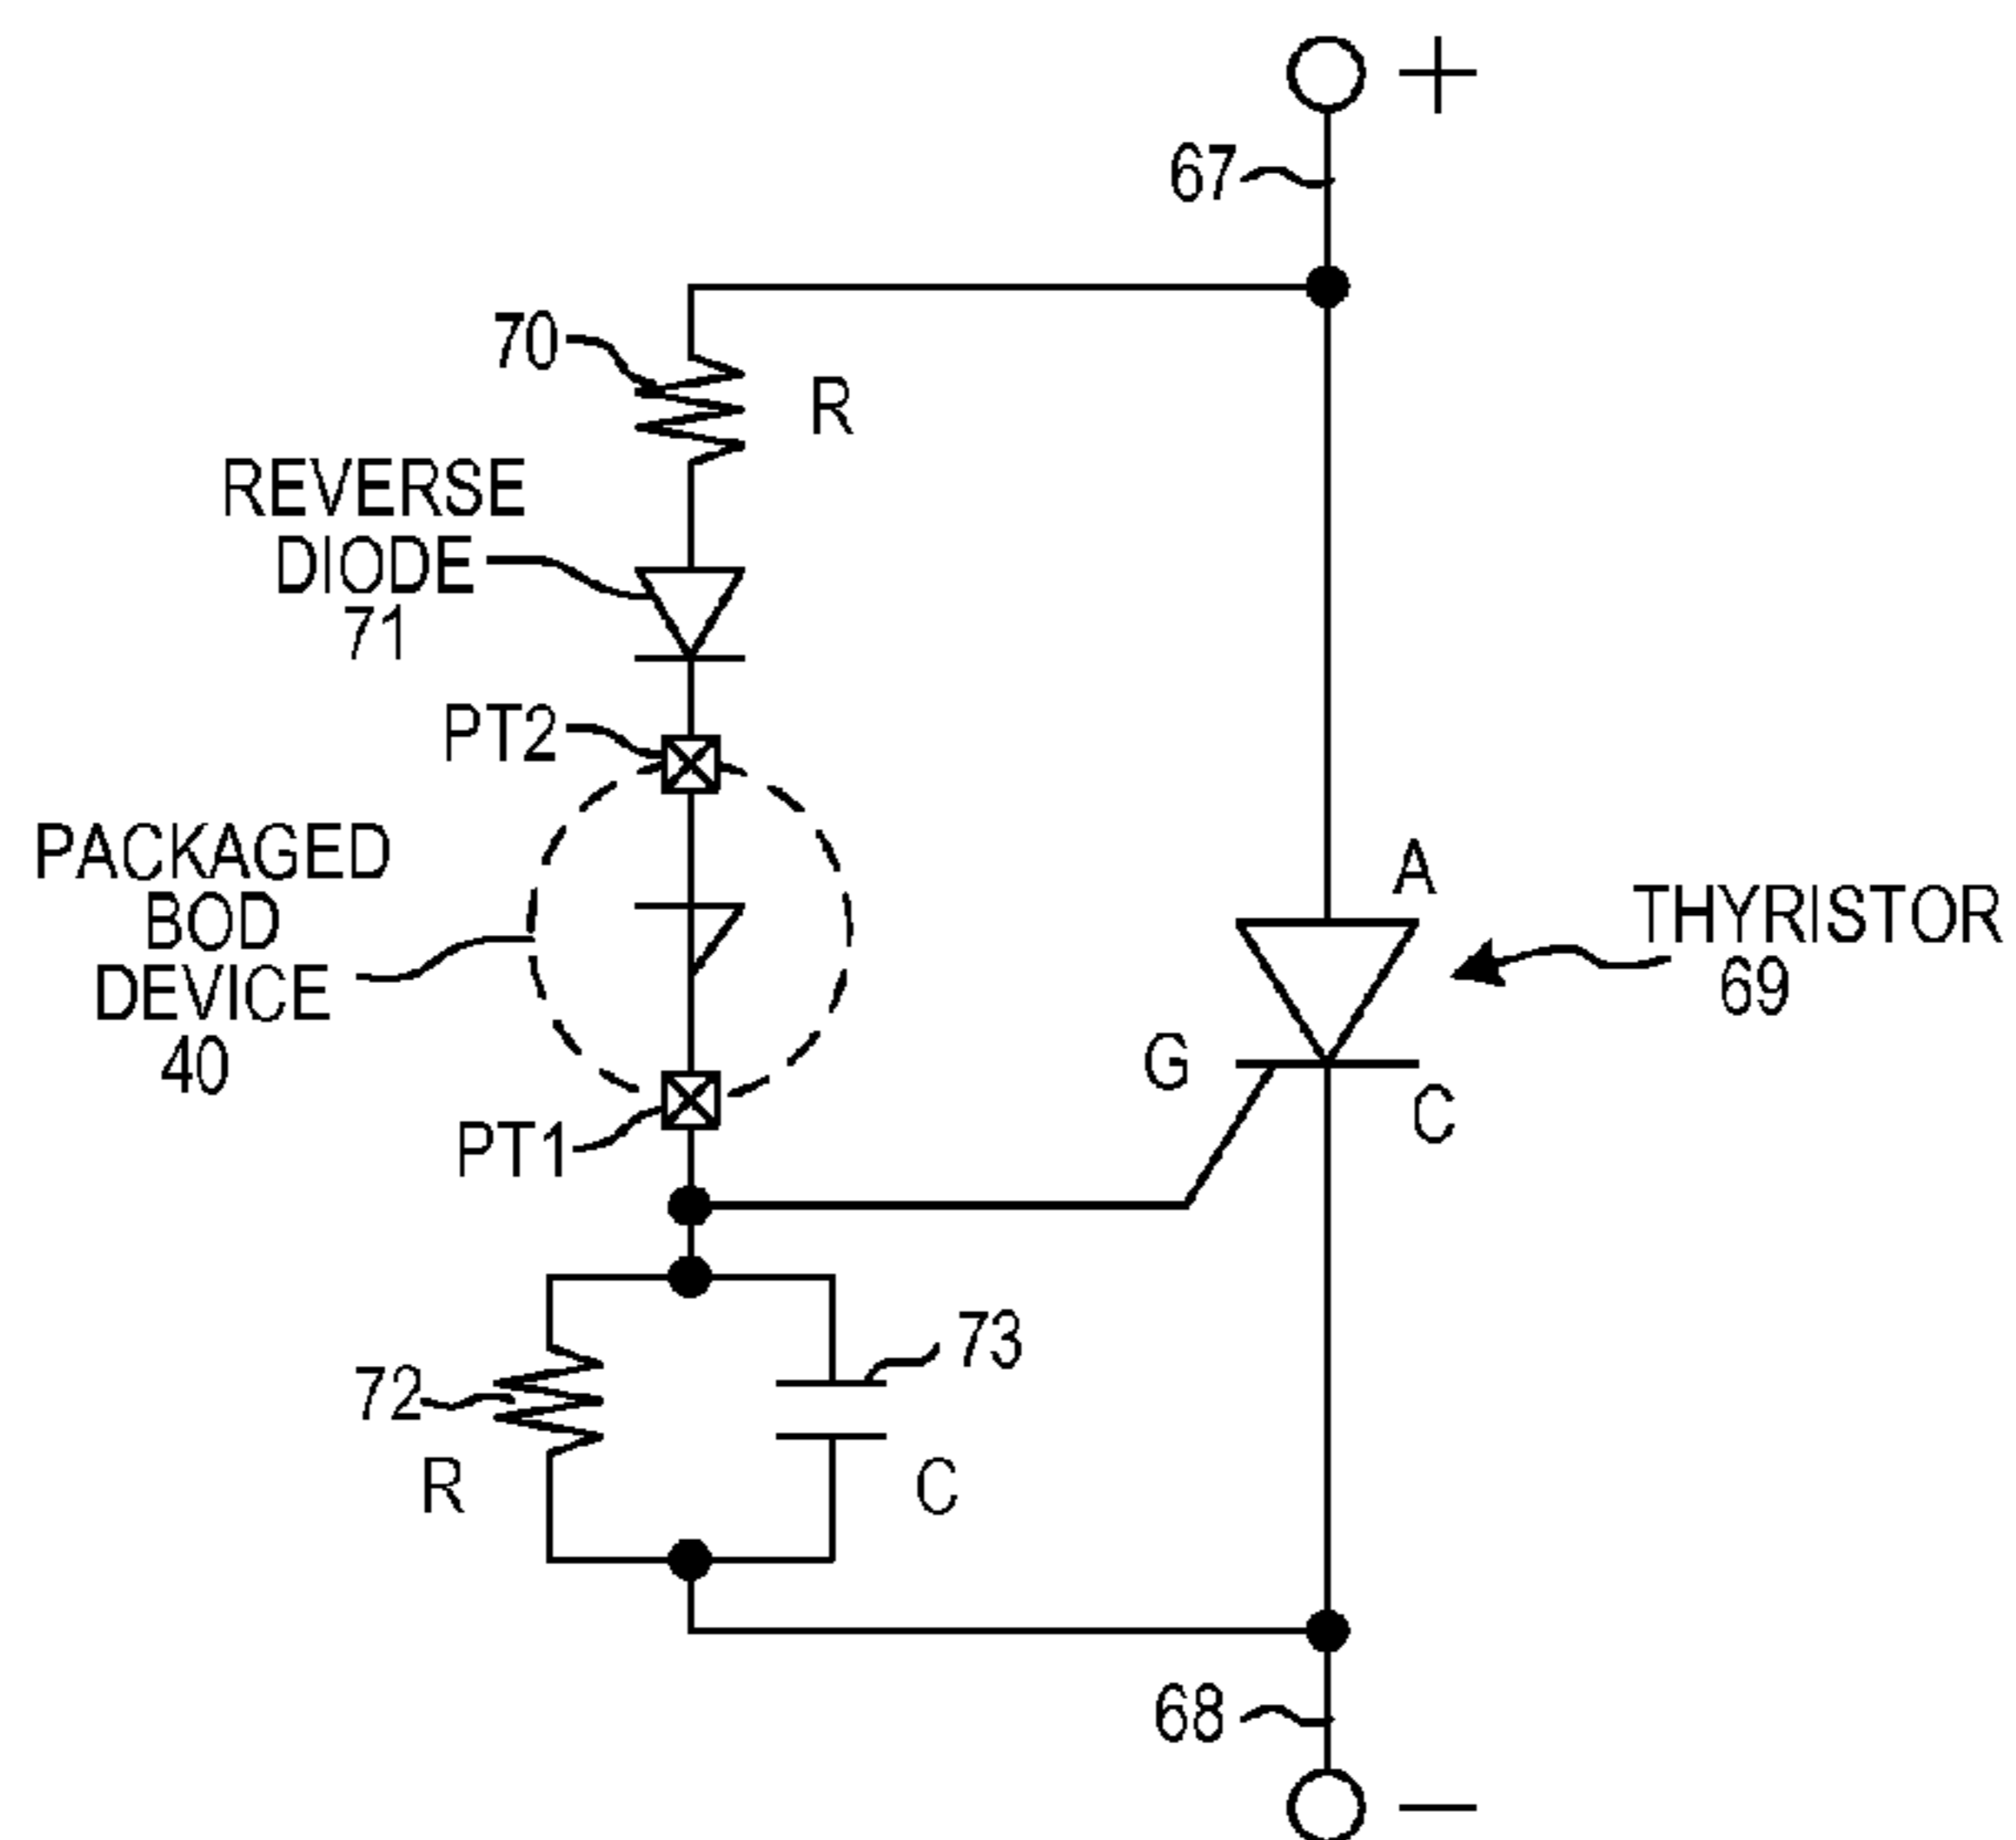 +
67
70
R
REVERSE
DIODE
71
PT2
PACKAGED
BOD
DEVICE
40
A
THYRISTOR
69
G
C
PT1
73
72
R
C
68
—